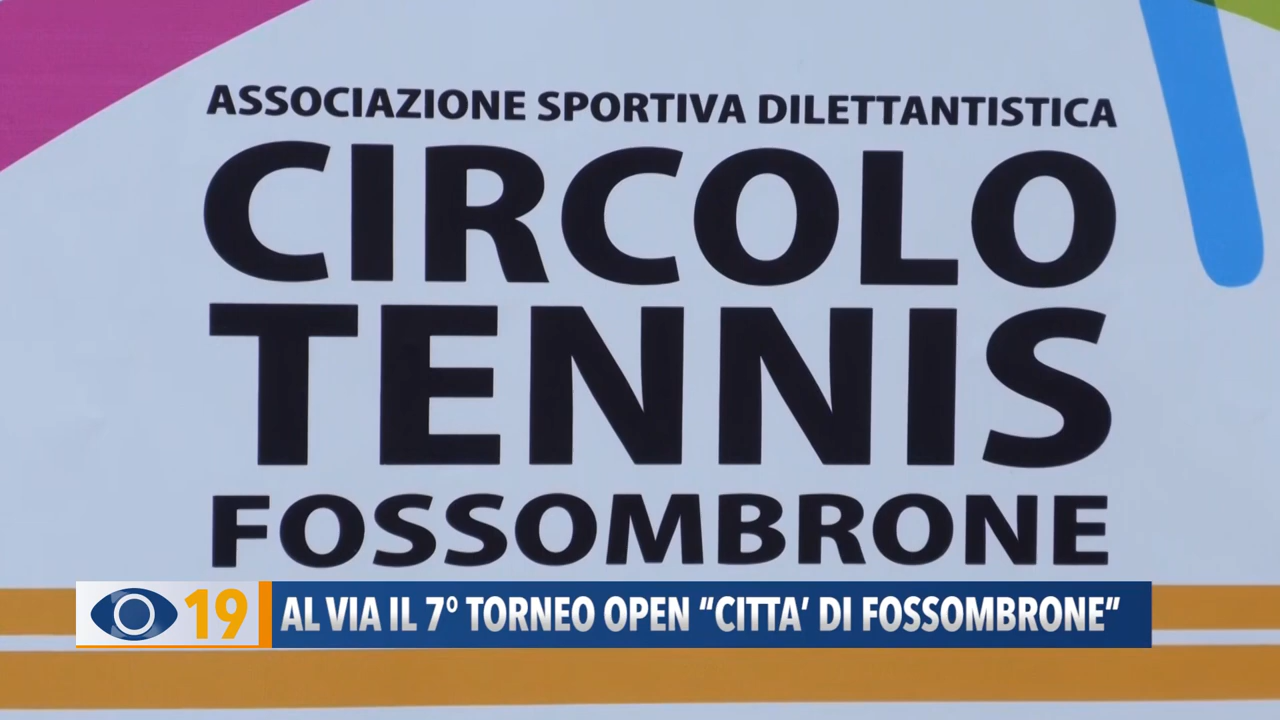 ASSOCIAZIONE SPORTIVA DILETTANTISTICA
CIRCOLO
TENNIS
FOSSOMBRONE
19
AL VIA IL 7° TORNEO OPEN “CITTA’ DI FOSSOMBRONE”